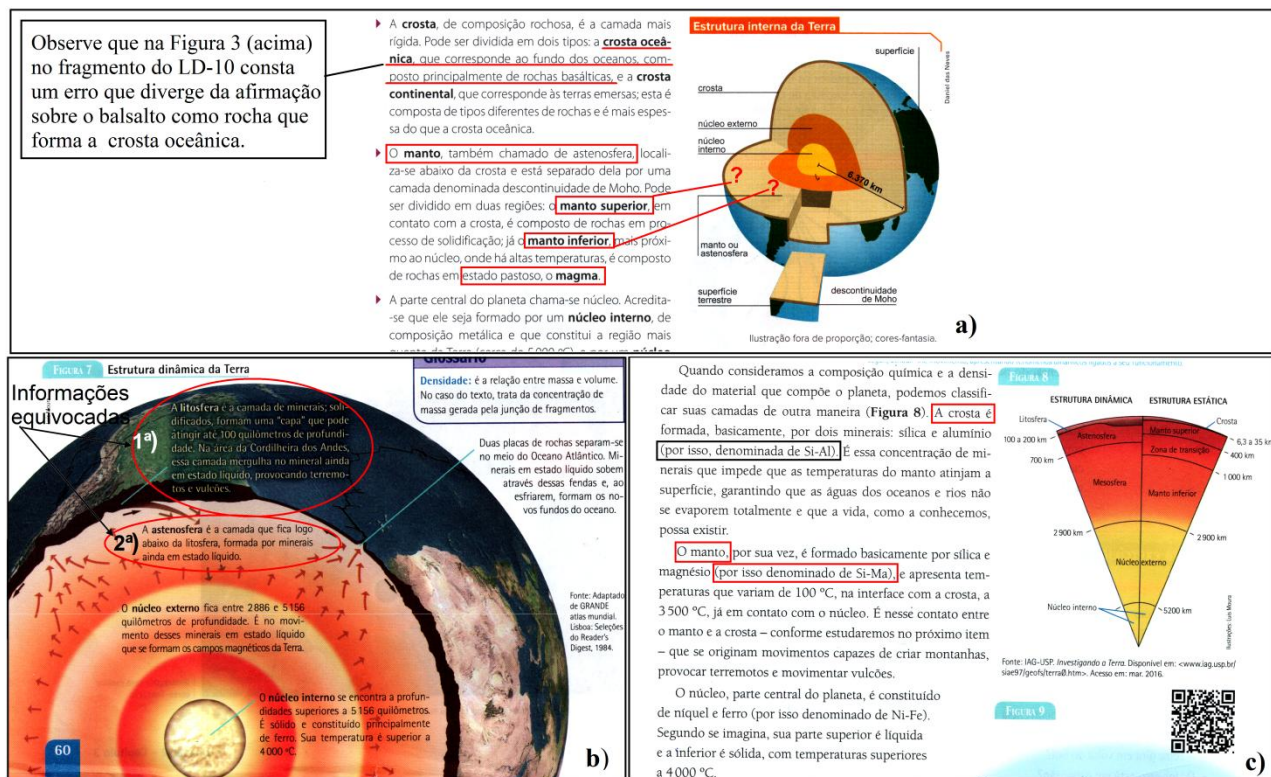 Observe que na Figura 3 (acima)
no fragmento do LD-10 consta
um erro que diverge da afirmação
sobre o balsalto como rocha que
forma a crosta oceânica.
A crosta, de composição rochosa, é a camada mais
rígida. Pode ser dividida em dois tipos: a crosta oceâ-
nica, que corresponde ao fundo dos oceanos, com-
posto principalmente de rochas basálticas, e a crosta
continental, que corresponde às terras emersas; esta é
composta de tipos diferentes de rochas e é mais espes-
sa do que a crosta oceânica.
O manto, também chamado de astenosfera, locali-
za-se abaixo da crosta e está separado dela por uma
camada denominada descontinuidade de Moho. Pode
ser dividido em duas regiões: o manto superior, em
contato com a crosta, é composto de rochas em pro-
cesso de solidificação; já o manto inferior, mais próxi-
mo ao núcleo, onde há altas temperaturas, é composto
de rochas em estado pastoso, o magma.
A parte central do planeta chama-se núcleo. Acredita-
-se que ele seja formado por um núcleo interno, de
composição metálica e que constitui a região mais
Estrutura interna da Terra
superfície
Daniel das Neves
crosta
núcleo externo
núcleo
interno
? ?
6.370 km
manto ou
astenosfera
superfície
terrestre
descontinuidade
de Moho
Ilustração fora de proporção; cores-fantasia.
a)
FIGURA 7 Estrutura dinâmica da Terra
Informações
equivocadas
1ª)
A litosfera é a camada de minerais; soli-
dificados, formam uma "capa" que pode
atingir até 100 quilômetros de profundi-
dade. Na área da Cordilheira dos Andes,
essa camada mergulha no mineral ainda
em estado líquido, provocando terremo-
tos e vulcões.
2ª)
A astenosfera é a camada que fica logo
abaixo da litosfera, formada por minerais
ainda em estado líquido.
O núcleo externo fica entre 2886 e 5156
quilômetros de profundidade. É no movi-
mento desses minerais em estado líquido
que se formam os campos magnéticos da Terra.
O núcleo interno se encontra a profun-
didades superiores a 5156 quilômetros.
É sólido e constituído principalmente
de ferro. Sua temperatura é superior a
4000 °C.
60
Glossário
Densidade: é a relação entre massa e volume.
No caso do texto, trata da concentração de
massa gerada pela junção de fragmentos.
Duas placas de rochas separam-se
no meio do Oceano Atlântico. Mi-
nerais em estado líquido sobem
através dessas fendas e, ao
esfriarem, formam os no-
vos fundos do oceano.
Fonte: Adaptado
de GRANDE
atlas mundial.
Lisboa: Seleções
do Reader's
Digest, 1984.
b)
Quando consideramos a composição química e a densi-
dade do material que compõe o planeta, podemos classifi-
car suas camadas de outra maneira (Figura 8). A crosta é
formada, basicamente, por dois minerais: sílica e alumínio
(por isso, denominada de Si-Al). É essa concentração de mi-
nerais que impede que as temperaturas do manto atinjam a
superfície, garantindo que as águas dos oceanos e rios não
se evaporem totalmente e que a vida, como a conhecemos,
possa existir.
O manto, por sua vez, é formado basicamente por sílica e
magnésio (por isso denominado de Si-Ma), e apresenta tem-
peraturas que variam de 100 °C, na interface com a crosta, a
3 500 °C, já em contato com o núcleo. É nesse contato entre
o manto e a crosta – conforme estudaremos no próximo item
– que se originam movimentos capazes de criar montanhas,
provocar terremotos e movimentar vulcões.
O núcleo, parte central do planeta, é constituído
de níquel e ferro (por isso denominado de Ni-Fe).
Segundo se imagina, sua parte superior é líquida
e a inferior é sólida, com temperaturas superiores
a 4 000 °C.
FIGURA 8
ESTRUTURA DINÂMICA ESTRUTURA ESTÁTICA
Litosfera
Crosta
100 a 200 km
Astenosfera
Manto superior
6,3 a 35 km
Zona de transição
400 km
700 km
1 000 km
Mesosfera
Manto inferior
2 900 km
2 900 km
Núcleo externo
Núcleo interno
5200 km
Ilustrações: Luis Moura
Fonte: IAG-USP. Investigando a Terra. Disponível em: <www.iag.usp.br/
siae97/geofs/terraØ.htm>. Acesso em: mar. 2016.
FIGURA 9
c)